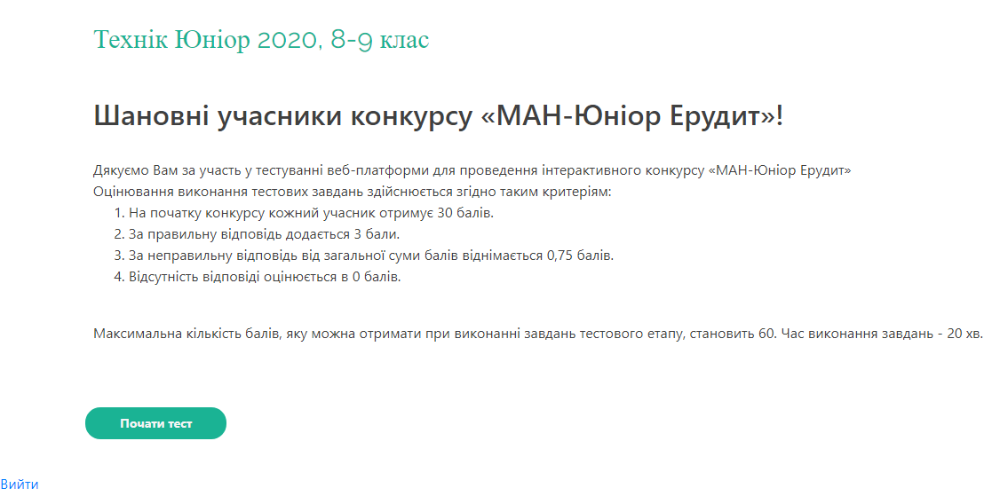 Технік Юніор 2020, 8-9 клас
Шановні учасники конкурсу «МАН-Юніор Ерудит»!
Дякуємо Вам за участь у тестуванні веб-платформи для проведення інтерактивного конкурсу «МАН-Юніор Ерудит»
Оцінювання виконання тестових завдань здійснюється згідно таким критеріям:
1. На початку конкурсу кожний учасник отримує 30 балів.
2. За правильну відповідь додається 3 бали.
3. За неправильну відповідь від загальної суми балів віднімається 0,75 балів.
4. Відсутність відповіді оцінюється в 0 балів.
Максимальна кількість балів, яку можна отримати при виконанні завдань тестового етапу, становить 60. Час виконання завдань - 20 хв.
Почати тест
Вийти